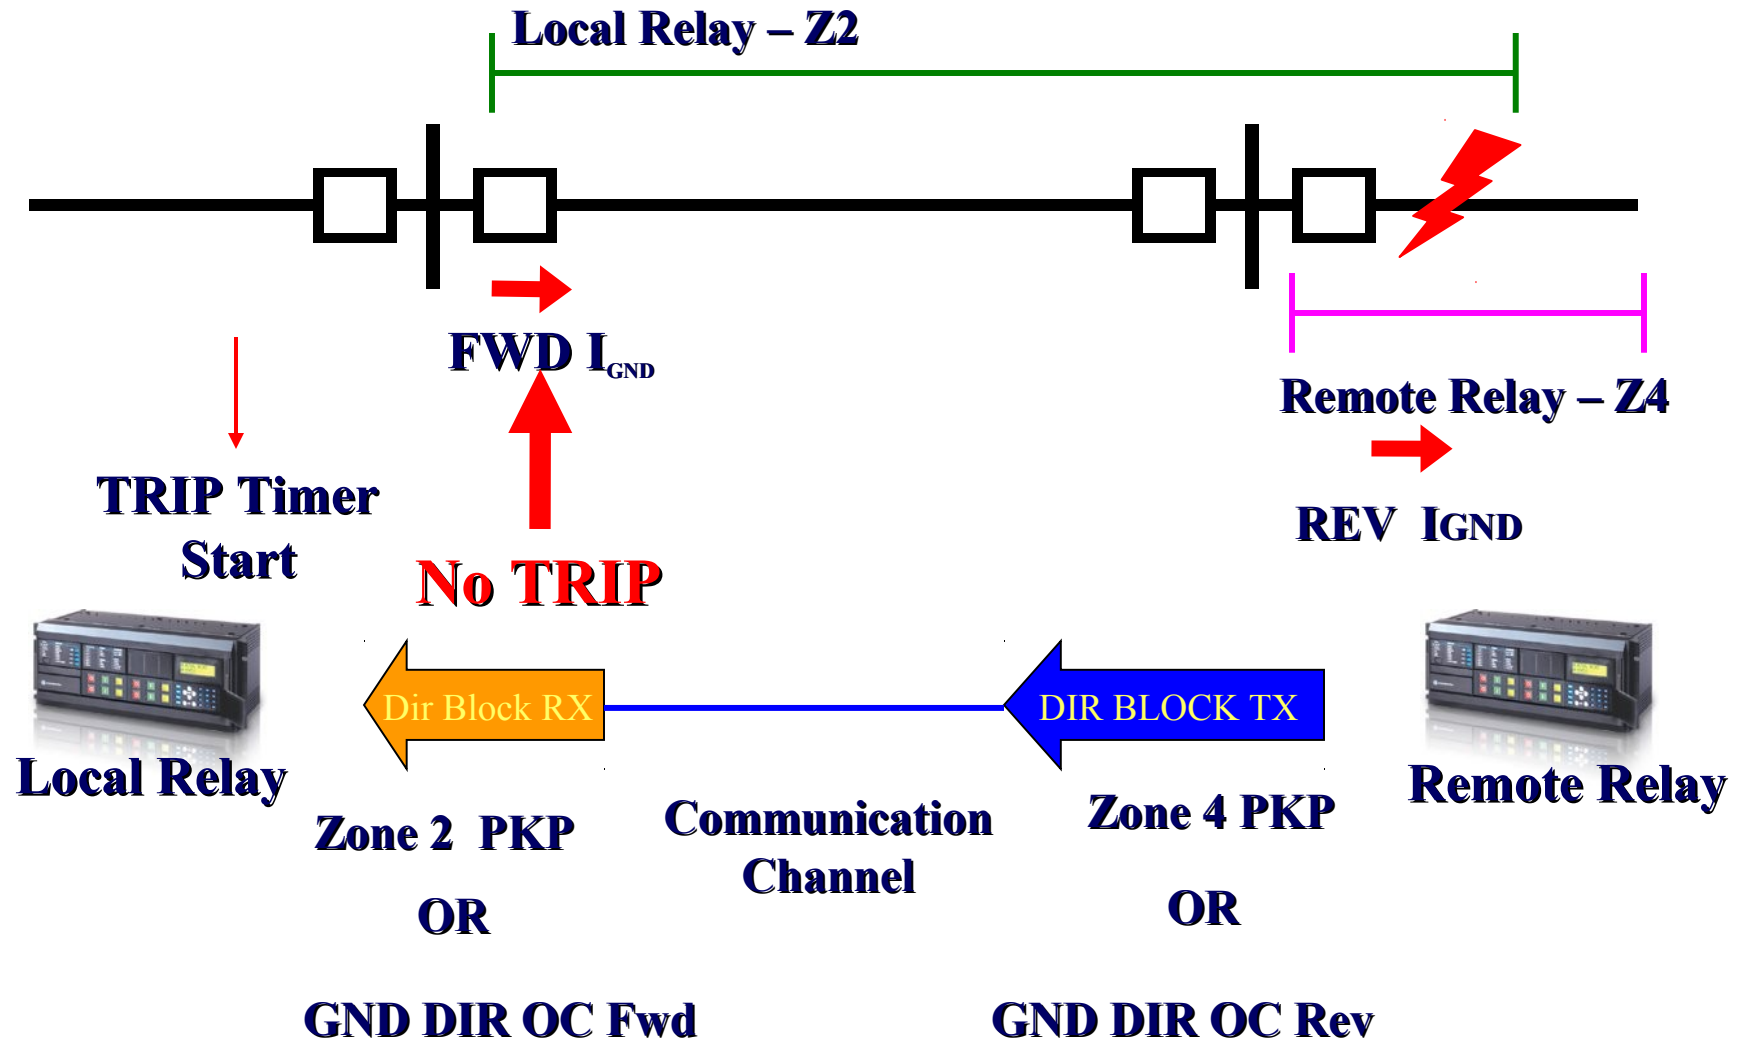 Local Relay – Z2
FWD I GND
Remote Relay – Z4
TRIP Timer
Start
REV IGND
No TRIP
Dir Block RX
DIR BLOCK TX
Local Relay
Remote Relay
Zone 2 PKP
Communication
Channel
Zone 4 PKP
OR
OR
GND DIR OC Fwd
GND DIR OC Rev